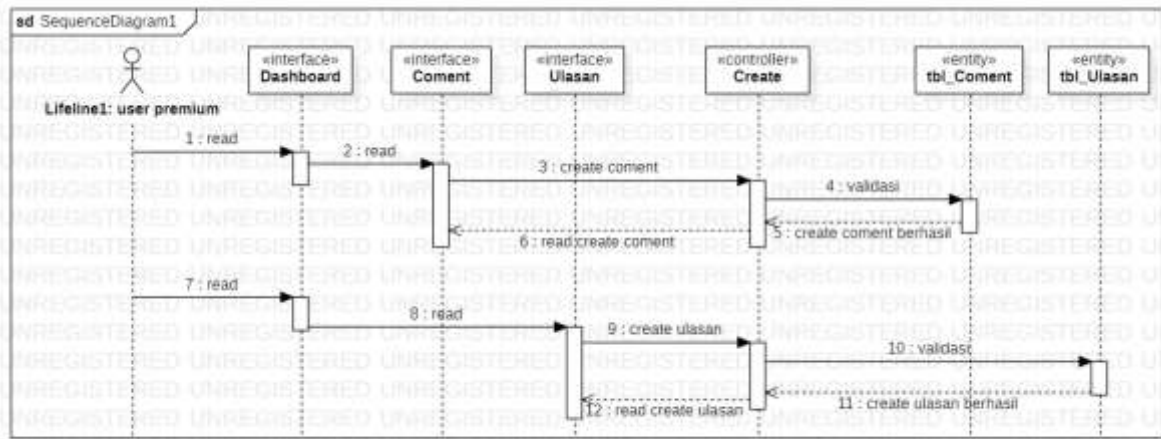 sd SequenceDiagram1
«interface»
Dashboard
«interface»
Coment
«interface»
Ulasan
«controller»
Create
«entity»
tbl_Coment
«entity»
tbl_Ulasan
Lifeline1: user premium
1 : read
2 : read
3 : create coment
4 : validasi
5 : create coment berhasil
6 : read create coment
7 : read
8 : read
9 : create ulasan
10 : validasi
11 : create ulasan berhasil
12 : read create ulasan
UNREGISTERED